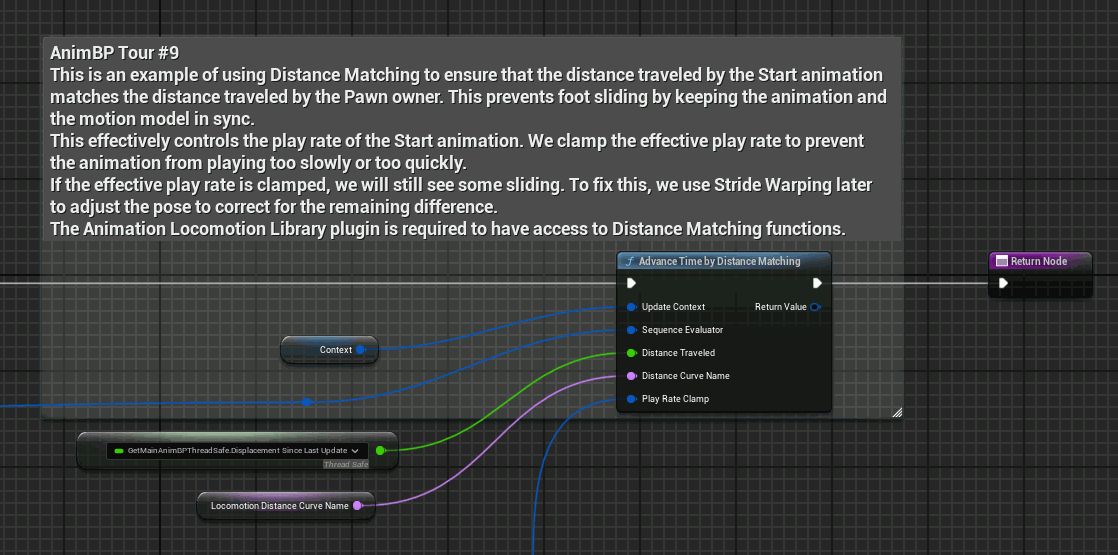 AnimBP Tour #9
This is an example of using Distance Matching to ensure that the distance traveled by the Start animation
matches the distance traveled by the Pawn owner. This prevents foot sliding by keeping the animation and
the motion model in sync.
This effectively controls the play rate of the Start animation. We clamp the effective play rate to prevent
the animation from playing too slowly or too quickly.
If the effective play rate is clamped, we will still see some sliding. To fix this, we use Stride Warping later
to adjust the pose to correct for the remaining difference.
The Animation Locomotion Library plugin is required to have access to Distance Matching functions.
f Advance Time by Distance Matching
Return Node
Update Context
Return Value
Sequence Evaluator
Context
Distance Traveled
Distance Curve Name
Play Rate Clamp
GetMainAnimBPThreadSafe.Displacement Since Last Update
Thread Safe
Locomotion Distance Curve Name